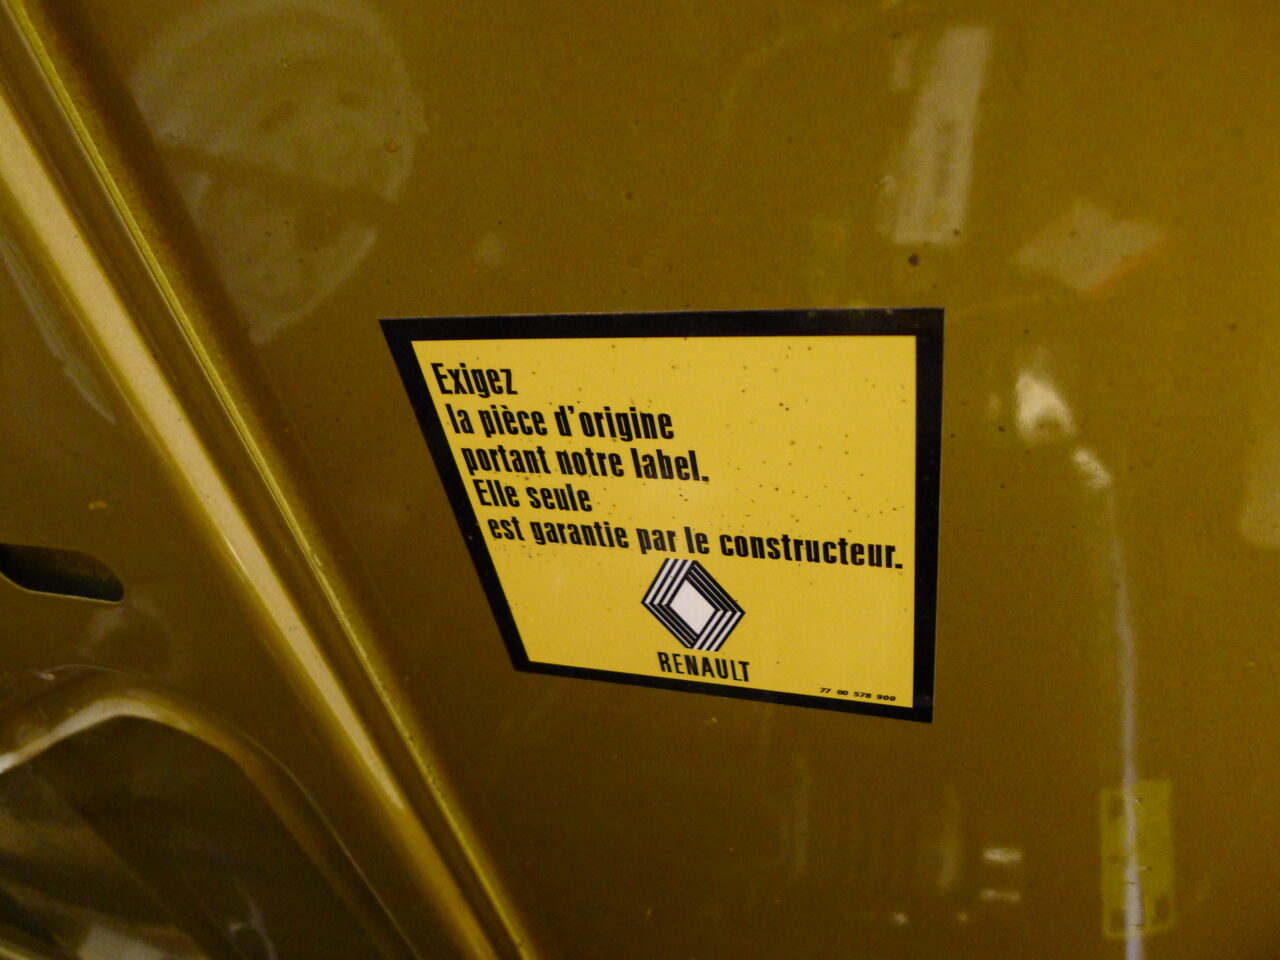 Exigez
la pièce d'origine
portant notre label.
Elle seule
est garantie par le constructeur.
RENAULT
77 00 578 900